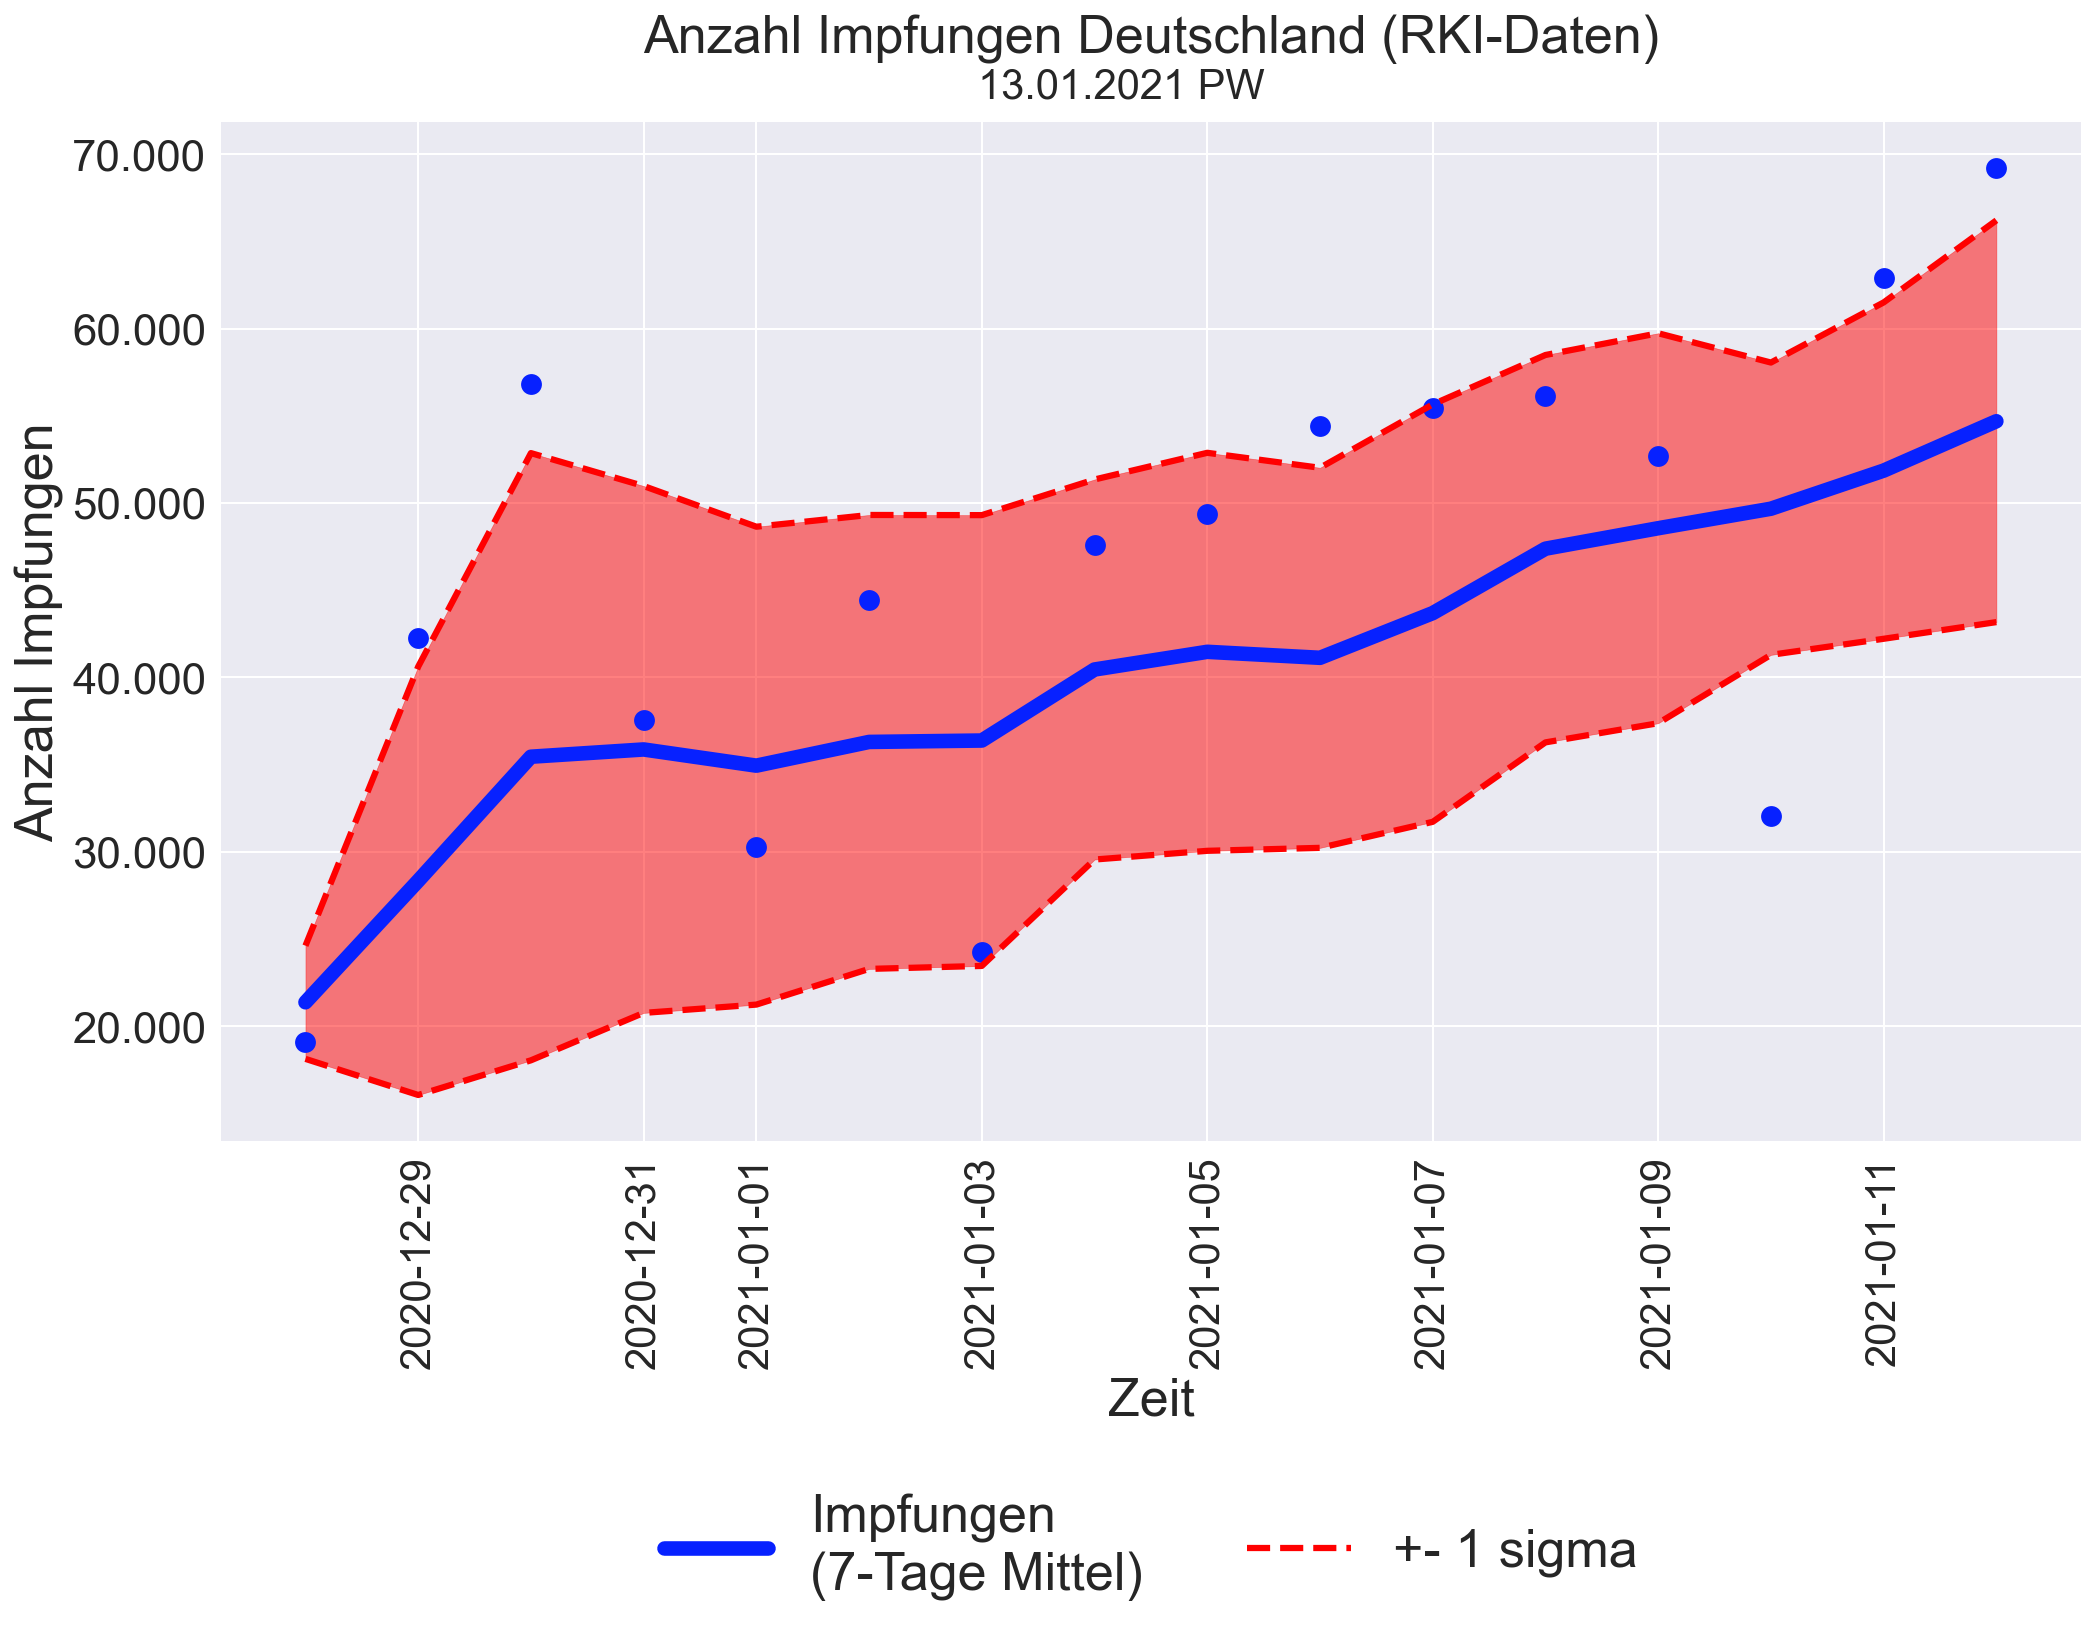 Anzahl Impfungen Deutschland (RKI-Daten)
13.01.2021 PW
Anzahl Impfungen
70.000
60.000
50.000
40.000
30.000
20.000
2020-12-29
2020-12-31
2021-01-01
2021-01-03
2021-01-05
2021-01-07
2021-01-09
2021-01-11
Zeit
Impfungen
(7-Tage Mittel)
+- 1 sigma